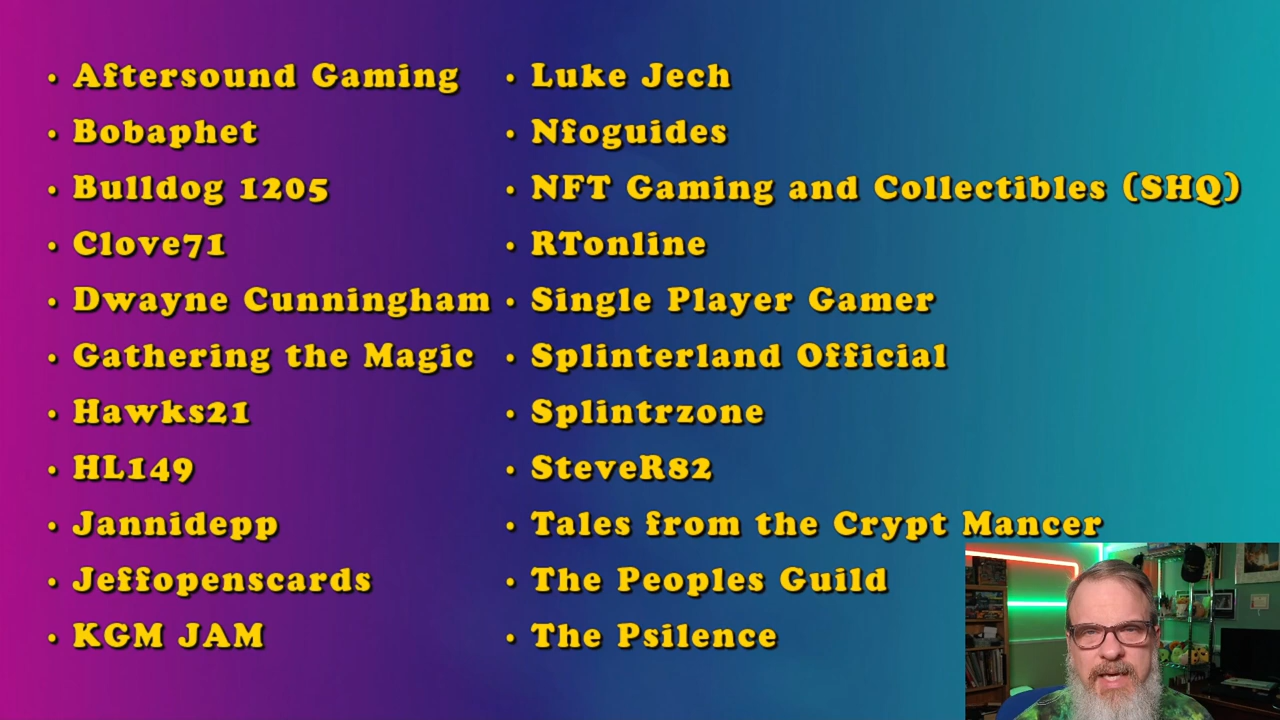 • Aftersound Gaming
• Bobaphet
• Bulldog 1205
• Clove71
• Dwayne Cunningham
• Gathering the Magic
• Hawks21
• HL149
• Jannidepp
• Jeffopenscards
• KGM JAM
• Luke Jech
• Nfoguides
• NFT Gaming and Collectibles (SHQ)
• RTonline
• Single Player Gamer
• Splinterland Official
• Splintrzone
• SteveR82
• Tales from the Crypt Mancer
• The Peoples Guild
• The Psilence